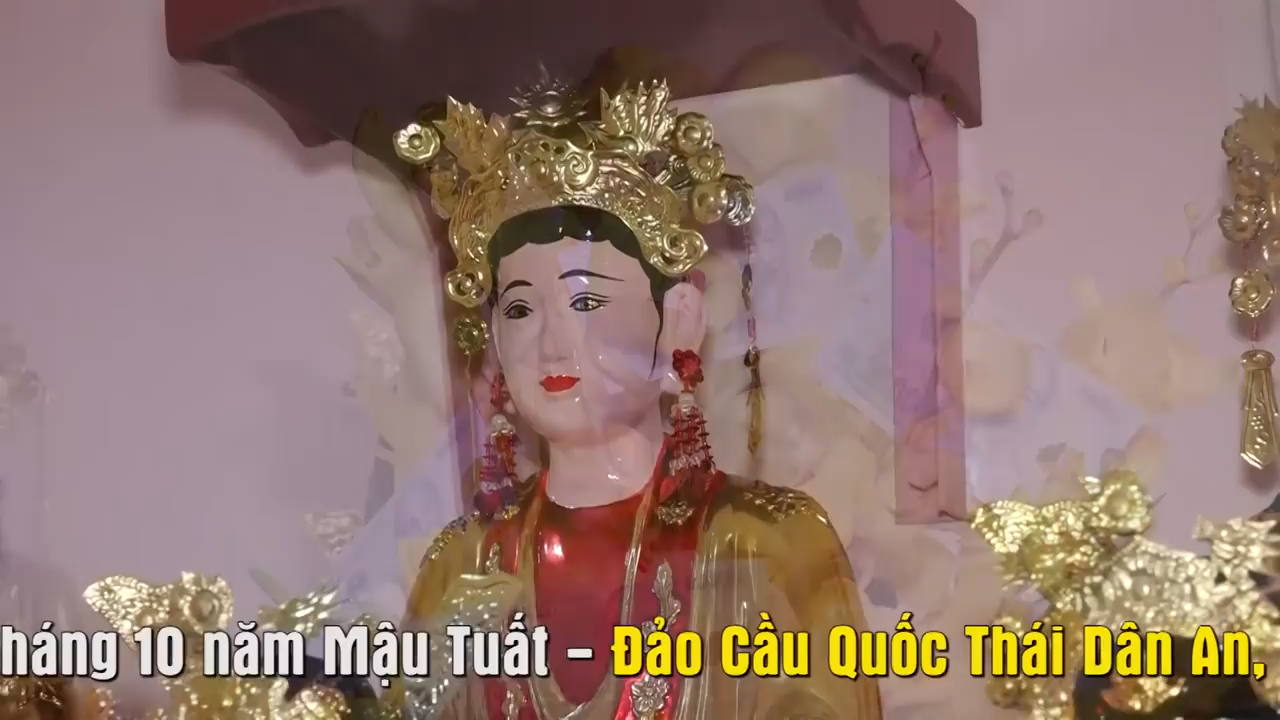 háng 10 năm Mậu Tuất - Đảo Cầu Quốc Thái Dân An,